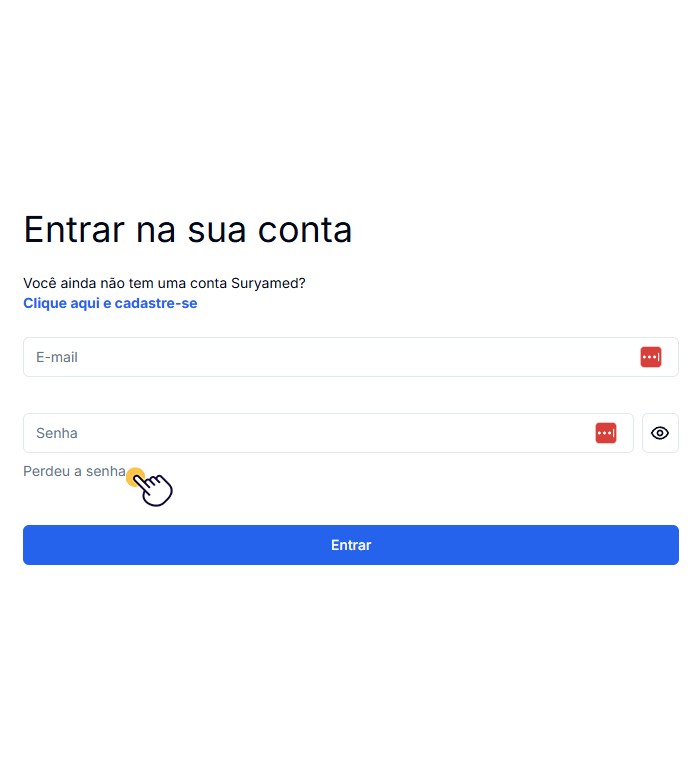 Entrar na sua conta
Você ainda não tem uma conta Suryamed?
Clique aqui e cadastre-se
E-mail
Senha
Perdeu a senha
Entrar